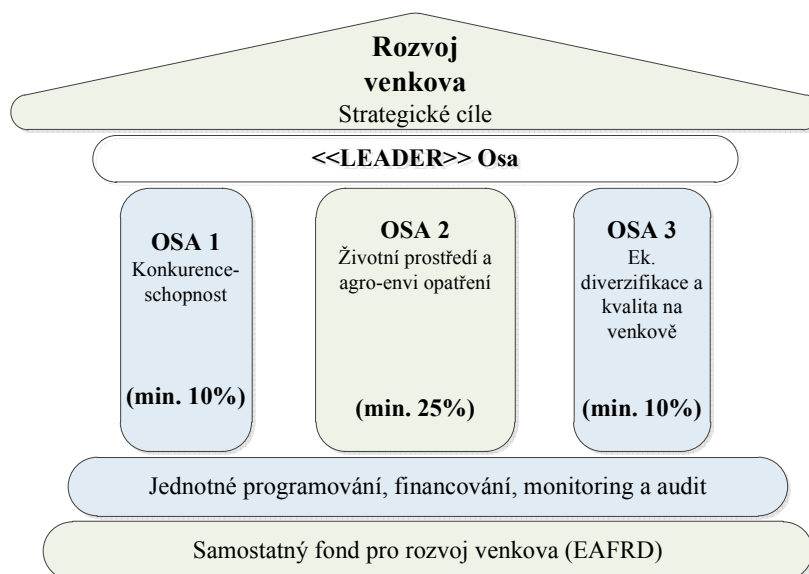 Rozvoj
venkova
Strategické cíle
<<LEADER>> Osa
OSA 1
Konkurence-
schopnost
(min. 10%)
OSA 2
Životní prostředí a
agro-envi opatření
(min. 25%)
OSA 3
Ek.
diverzifikace a
kvalita na
venkově
(min. 10%)
Jednotné programování, financování, monitoring a audit
Samostatný fond pro rozvoj venkova (EAFRD)